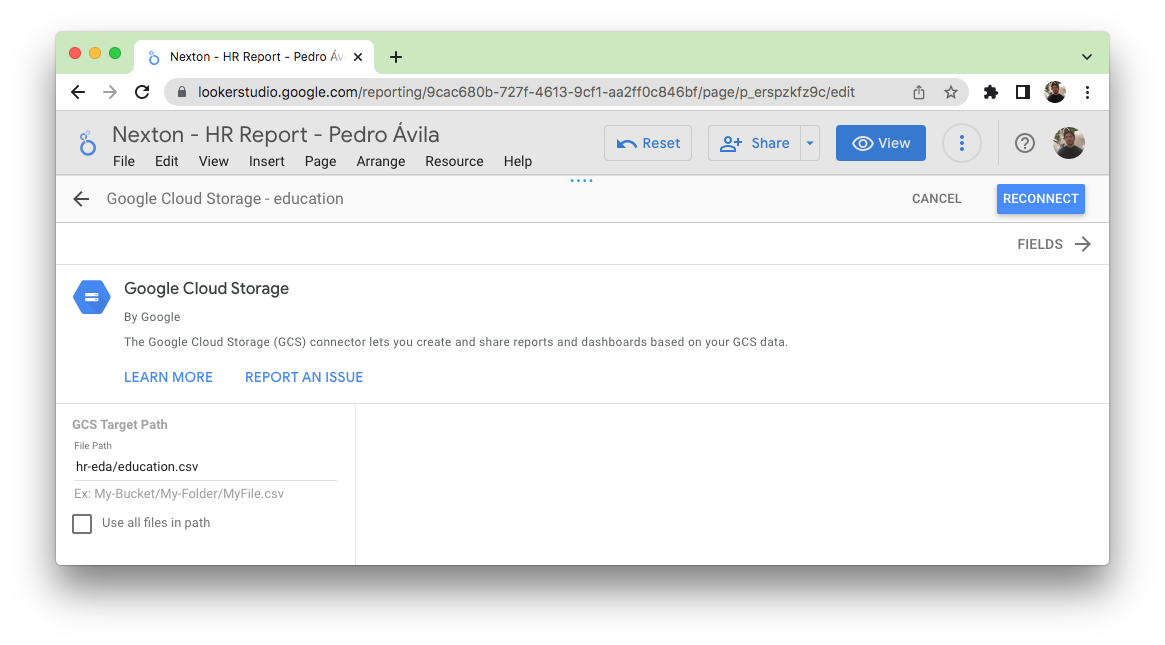 Nexton - HR Report - Pedro Áv
lookerstudio.google.com/reporting/9cac680b-727f-4613-9cf1-aa2ff0c846bf/page/p_erspzkfz9c/edit
Nexton - HR Report - Pedro Ávila
File Edit View Insert Page Arrange Resource Help
Reset Share View
Google Cloud Storage - education CANCEL RECONNECT
FIELDS
Google Cloud Storage
By Google
The Google Cloud Storage (GCS) connector lets you create and share reports and dashboards based on your GCS data.
LEARN MORE REPORT AN ISSUE
GCS Target Path
File Path
hr-eda/education.csv
Ex: My-Bucket/My-Folder/MyFile.csv
Use all files in path